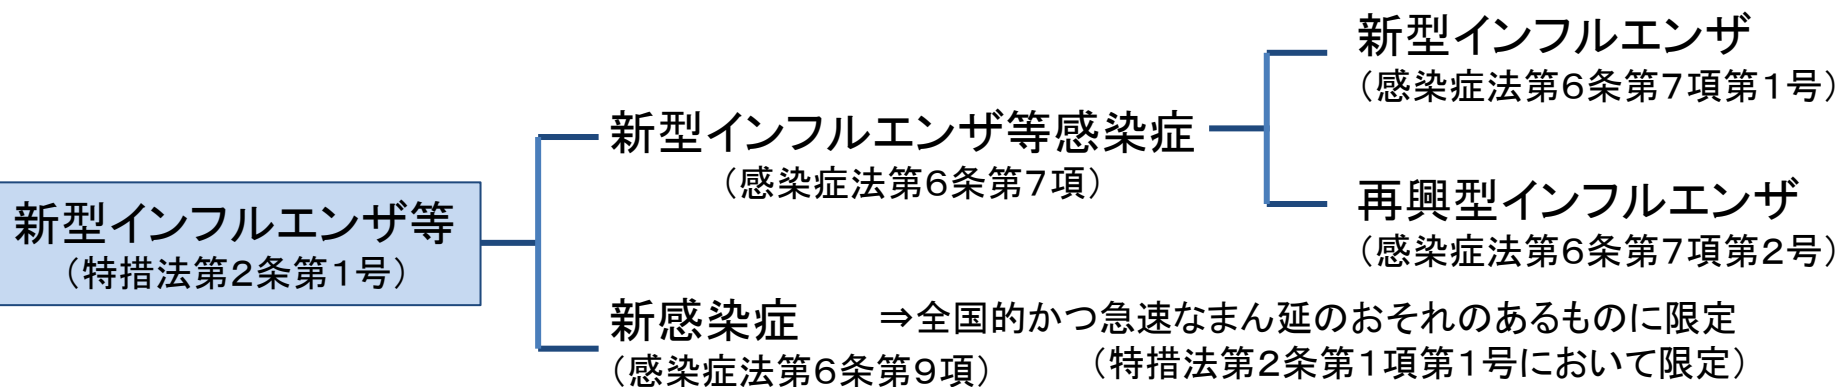 新型インフルエンザ等
（特措法第２条第１号）
新型インフルエンザ等感染症
（感染症法第６条第７項）
新型インフルエンザ
（感染症法第６条第７項第１号）
再興型インフルエンザ
（感染症法第６条第７項第２号）
新感染症　⇒全国的かつ急速なまん延のおそれのあるものに限定
（感染症法第６条第９項）　（特措法第２条第１項第１号において限定）